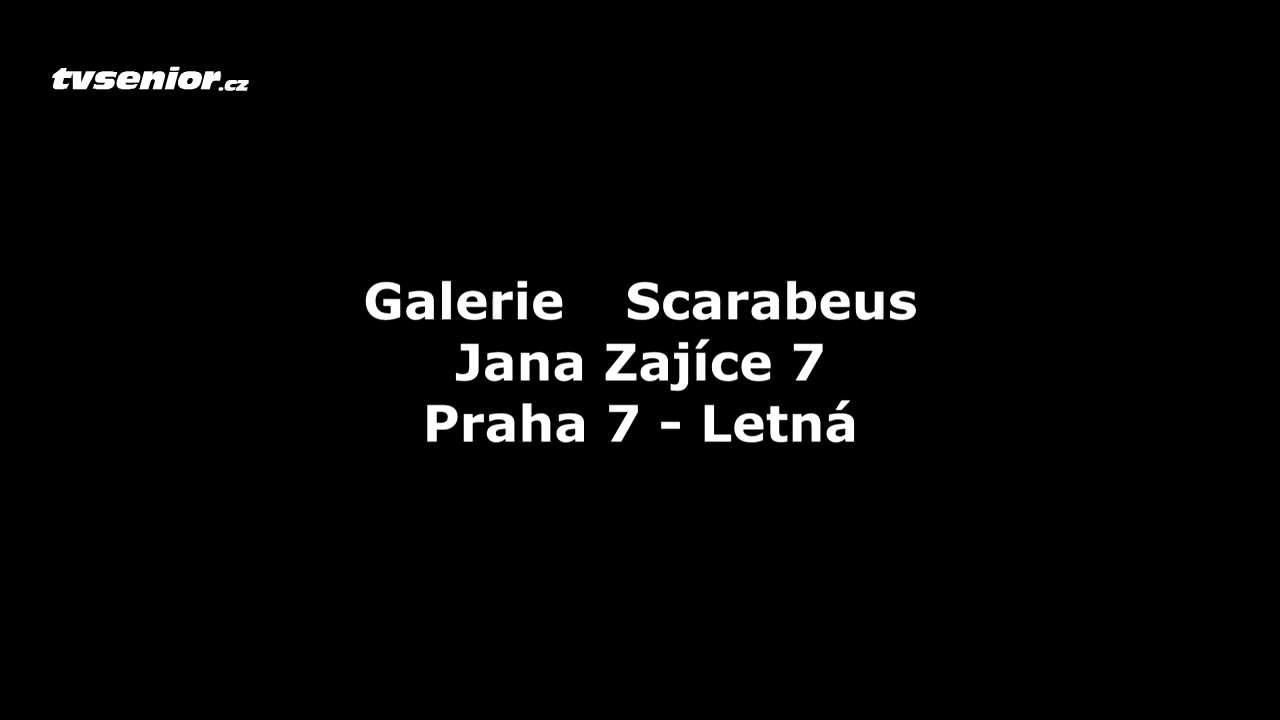 tvsenior.cz
Galerie Scarabeus
Jana Zajíce 7
Praha 7 - Letná